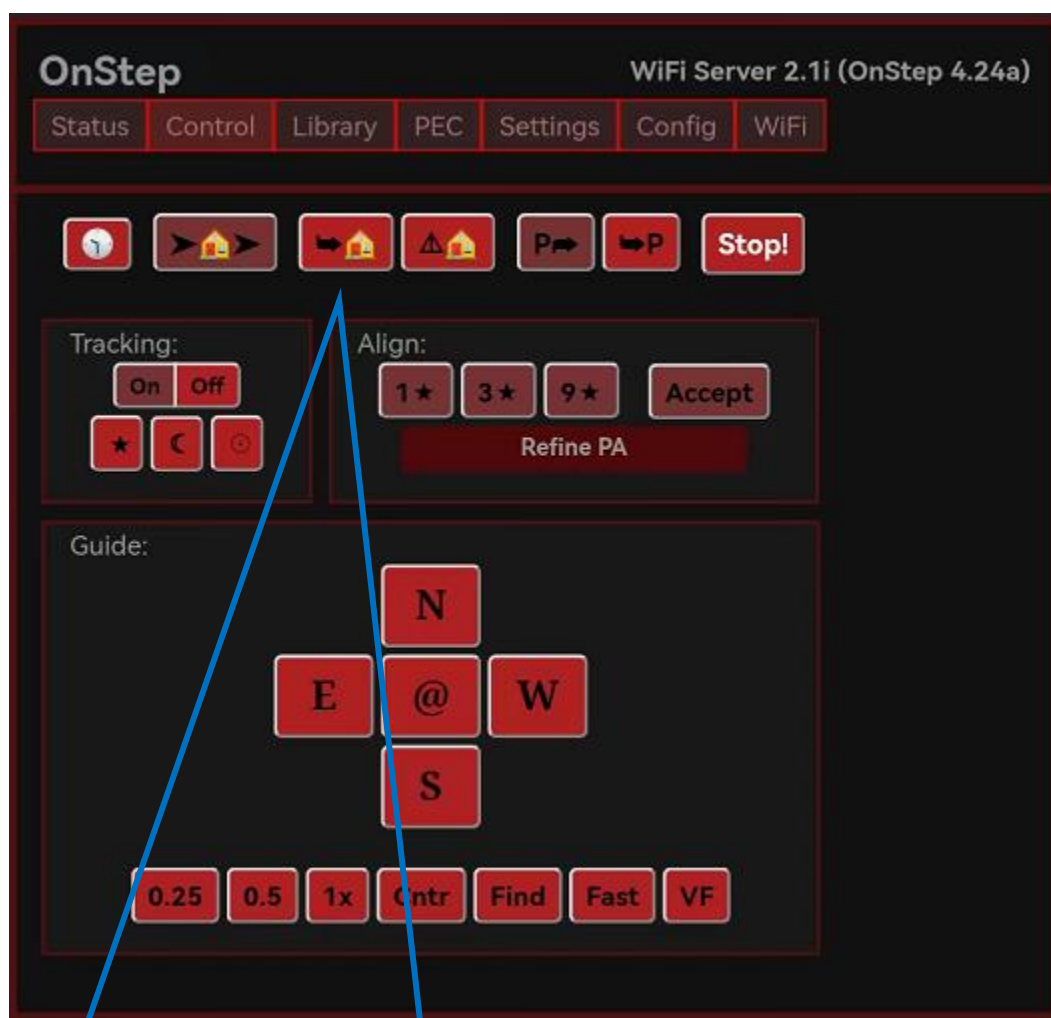 OnStep
WiFi Server 2.1i (OnStep 4.24a)
Status Control Library PEC Settings Config WiFi
P P Stop!
Tracking:
On Off
Align:
1★ 3★ 9★ Accept
Refine PA
Guide:
N
E @ W
S
0.25 0.5 1x Cntr Find Fast VF